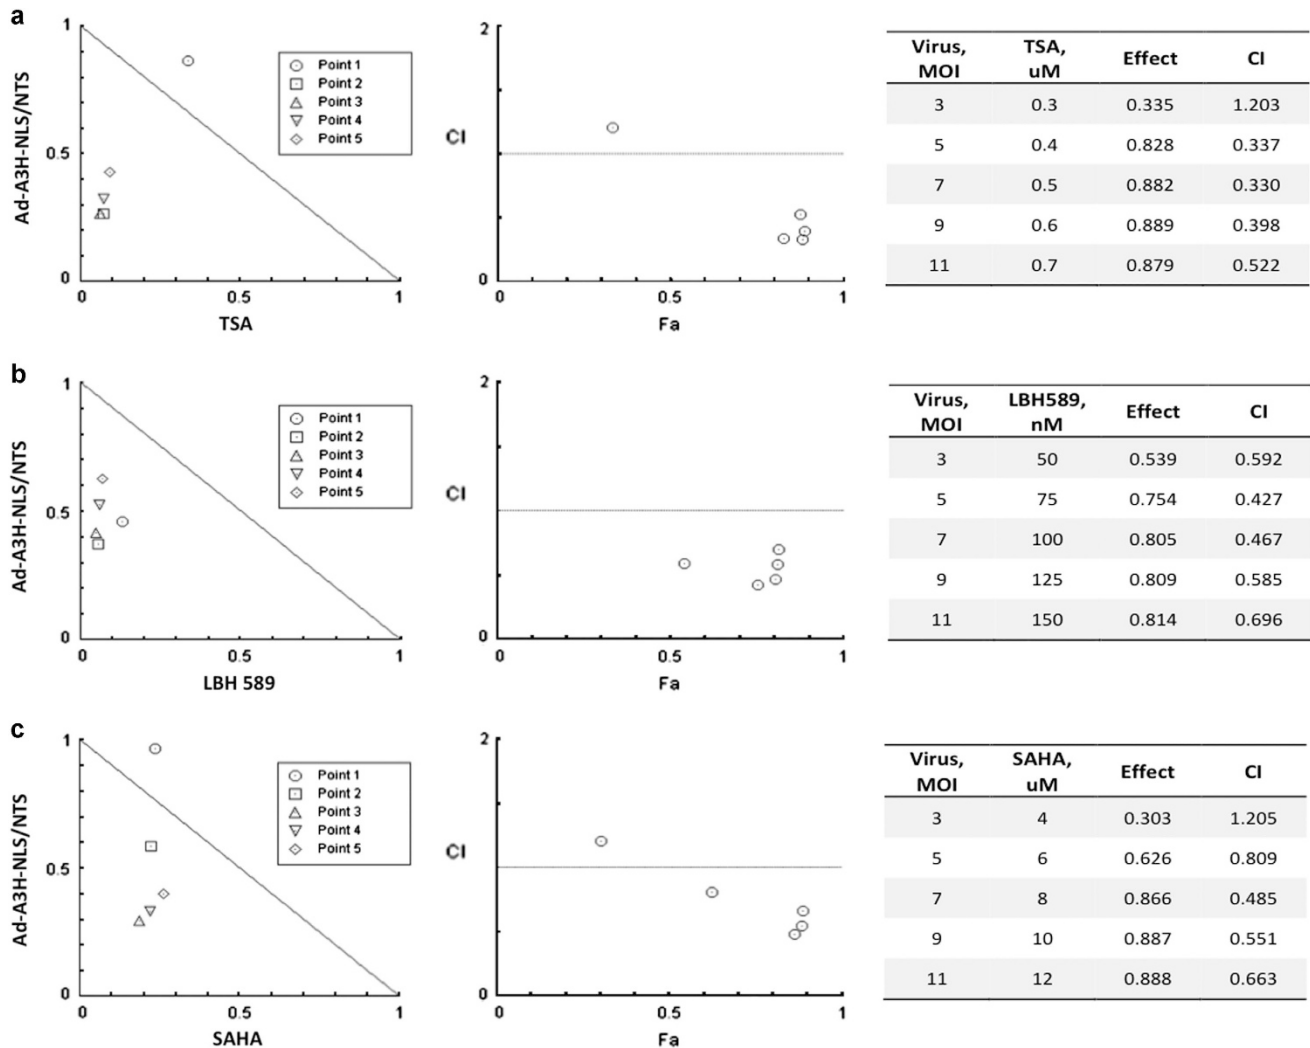 a
1
0.5
0
0
0.5
1
Ad-A3H-NLS/NTS
TSA
Point 1
Point 2
Point 3
Point 4
Point 5
2
CI
0
0
0.5
1
Fa
Virus, MOI TSA, uM Effect CI
3 0.3 0.335 1.203
5 0.4 0.828 0.337
7 0.5 0.882 0.330
9 0.6 0.889 0.398
11 0.7 0.879 0.522
b
1
0.5
0
0
0.5
1
Ad-A3H-NLS/NTS
LBH 589
Point 1
Point 2
Point 3
Point 4
Point 5
2
CI
0
0
0.5
1
Fa
Virus, MOI LBH589, nM Effect CI
3 50 0.539 0.592
5 75 0.754 0.427
7 100 0.805 0.467
9 125 0.809 0.585
11 150 0.814 0.696
c
1
0.5
0
0
0.5
1
Ad-A3H-NLS/NTS
SAHA
Point 1
Point 2
Point 3
Point 4
Point 5
2
CI
0
0
0.5
1
Fa
Virus, MOI SAHA, uM Effect CI
3 4 0.303 1.205
5 6 0.626 0.809
7 8 0.866 0.485
9 10 0.887 0.551
11 12 0.888 0.663